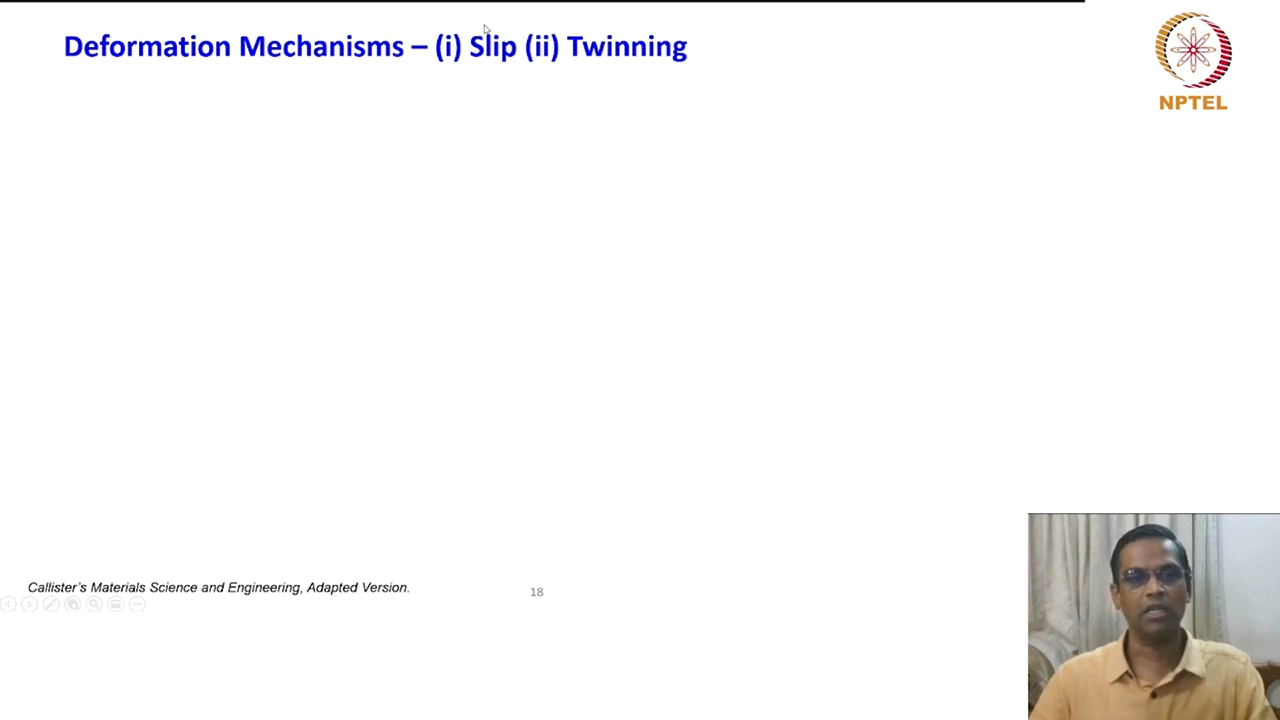 Deformation Mechanisms – (i) Slip (ii) Twinning
NPTEL
Callister's Materials Science and Engineering, Adapted Version.
18